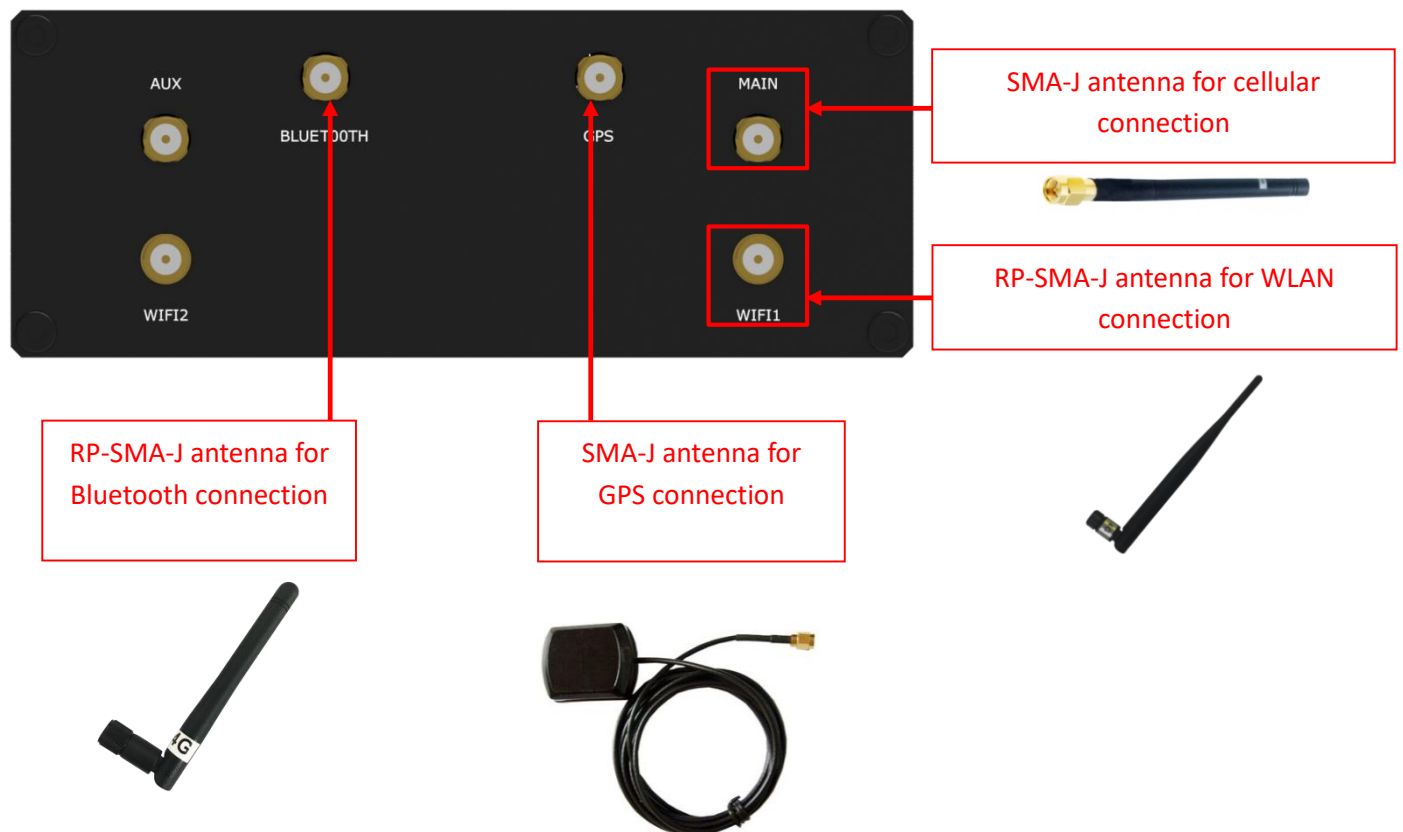 AUX
BLUETOOTH
GPS
MAIN
WIFI2
WIFI1
SMA-J antenna for cellular
connection
RP-SMA-J antenna for WLAN
connection
RP-SMA-J antenna for
Bluetooth connection
SMA-J antenna for
GPS connection
4G